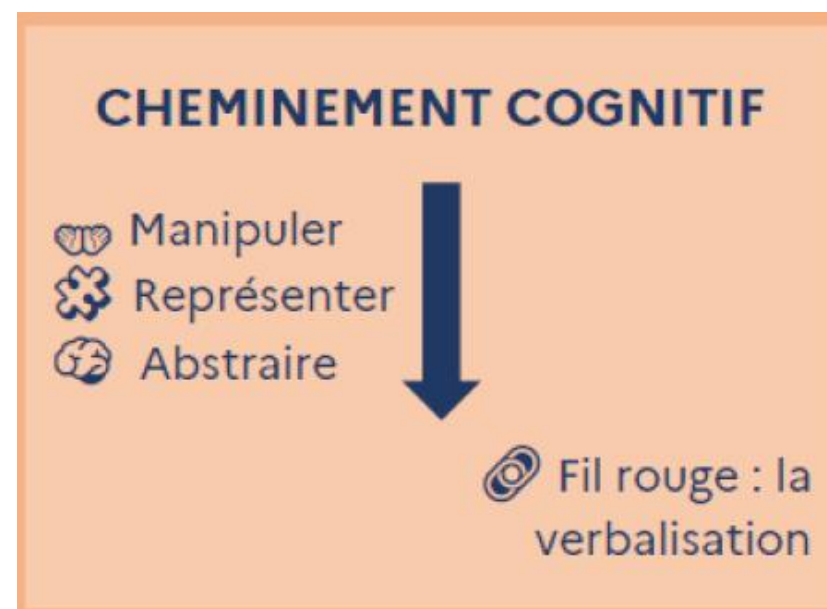 CHEMINEMENT COGNITIF
Manipuler
Représenter
Abstraire
Fil rouge : la
verbalisation